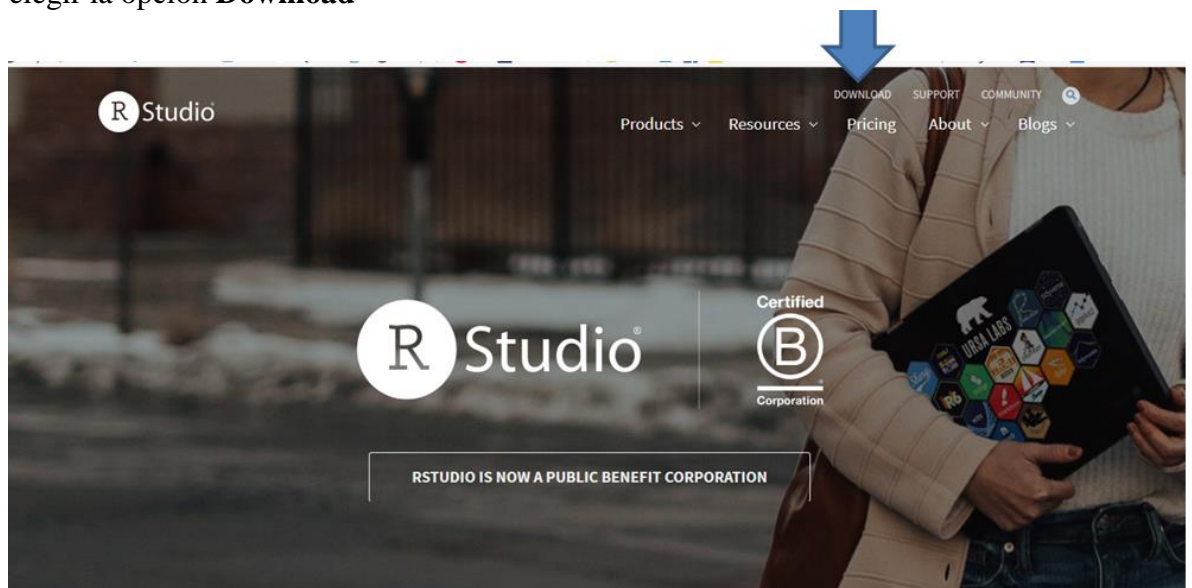 elegir la opción Download
DOWNLOAD SUPPORT COMMUNITY
R Studio
Products Resources Pricing About Blogs
Certified
R Studio®
B
Corporation
RSTUDIO IS NOW A PUBLIC BENEFIT CORPORATION
URSA LABS
R6